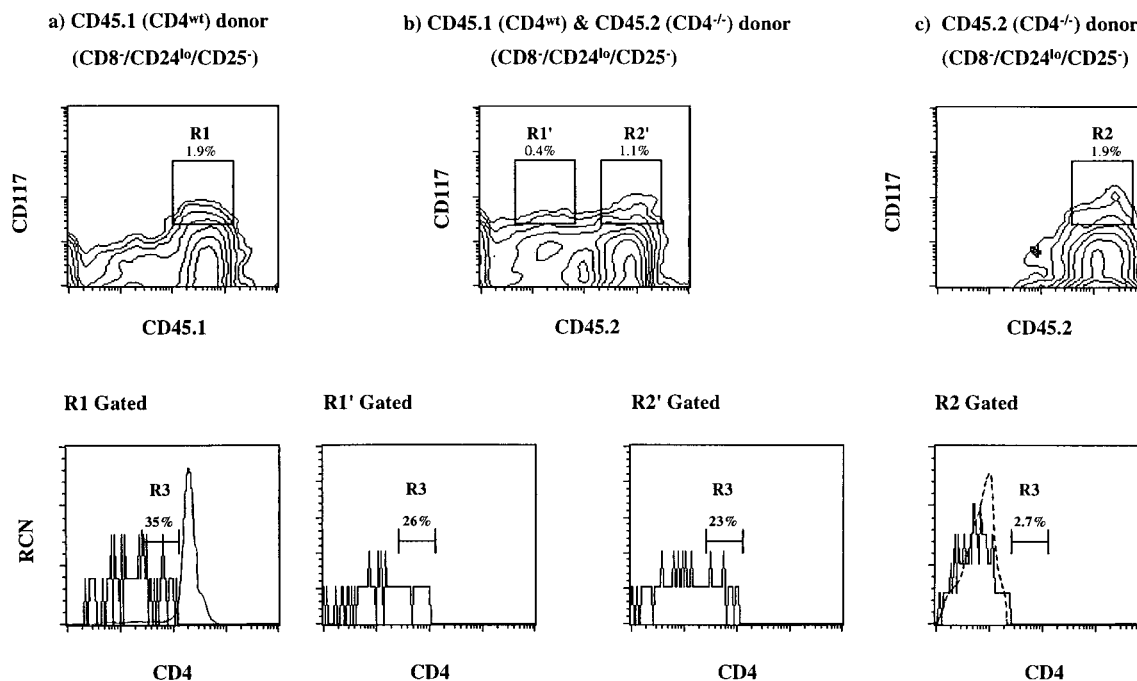 a) CD45.1 (CD4wt) donor
(CD8-/CD24lo/CD25-)
b) CD45.1 (CD4wt) & CD45.2 (CD4-/-) donor
(CD8-/CD24lo/CD25-)
c) CD45.2 (CD4-/-) donor
(CD8-/CD24lo/CD25-)
CD117
R1
1.9%
CD45.1
CD117
R1'
0.4%
R2'
1.1%
CD45.2
CD117
R2
1.9%
CD45.2
R1 Gated
R1' Gated
R2' Gated
R2 Gated
RCN
R3
35%
CD4
R3
26%
CD4
R3
23%
CD4
R3
2.7%
CD4